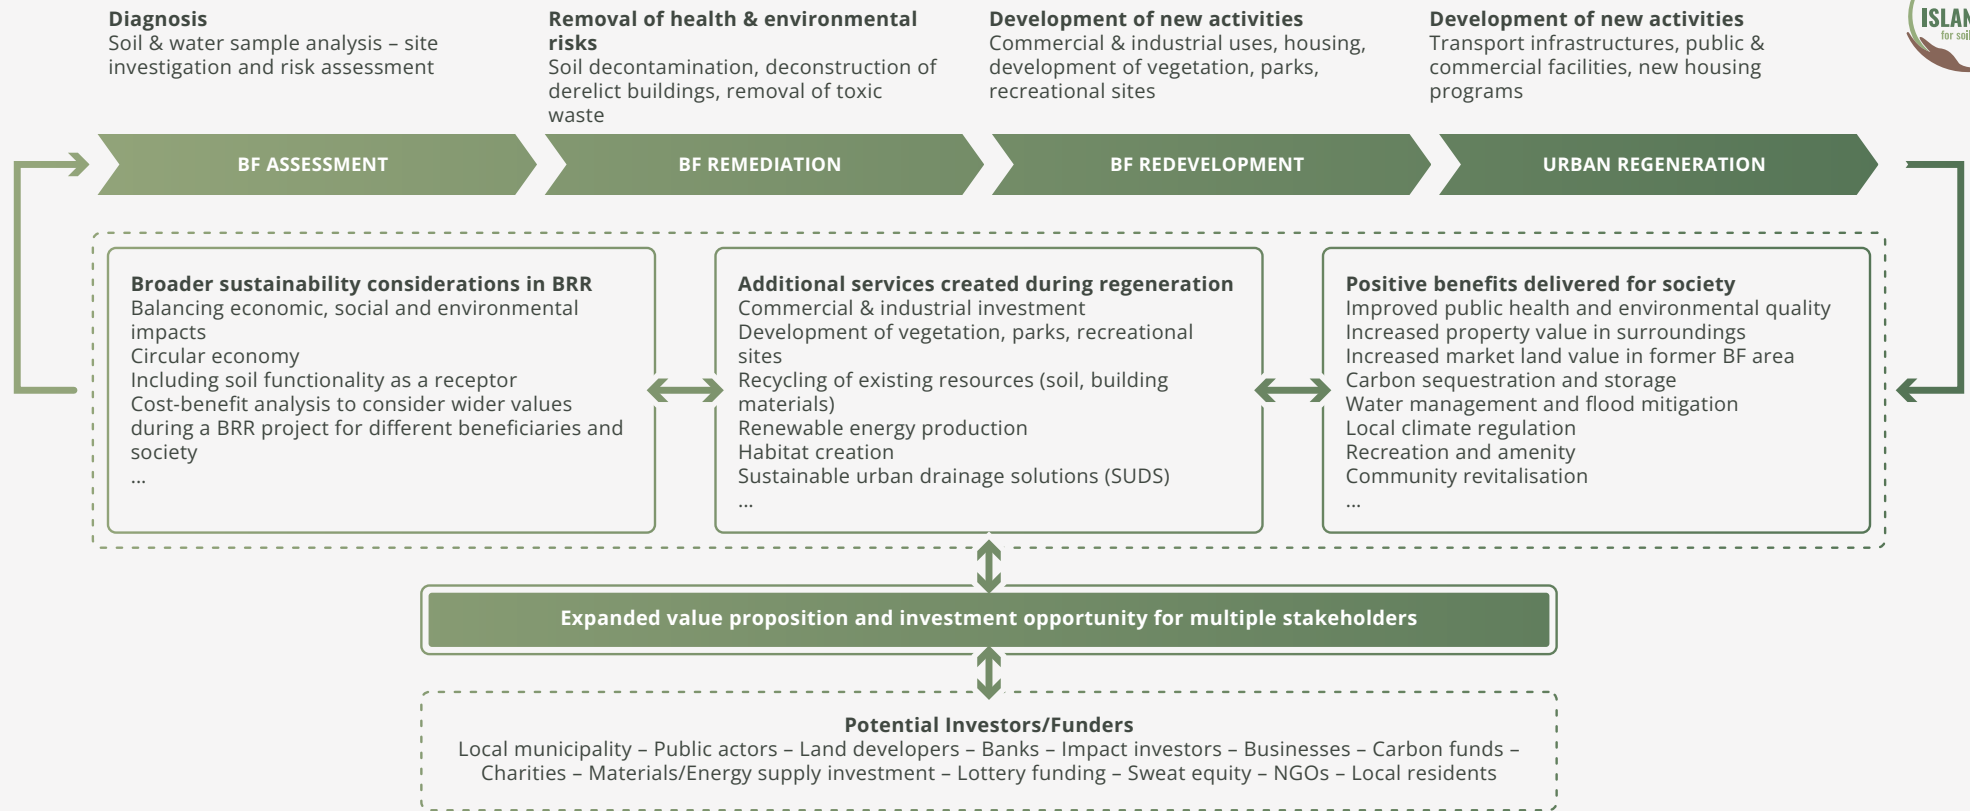 Diagnosis
Soil & water sample analysis – site
investigation and risk assessment
Removal of health & environmental
risks
Soil decontamination, deconstruction of
derelict buildings, removal of toxic
waste
Development of new activities
Commercial & industrial uses, housing,
development of vegetation, parks,
recreational sites
Development of new activities
Transport infrastructures, public &
commercial facilities, new housing
programs
BF ASSESSMENT
BF REMEDIATION
BF REDEVELOPMENT
URBAN REGENERATION
Broader sustainability considerations in BRR
Balancing economic, social and environmental
impacts
Circular economy
Including soil functionality as a receptor
Cost-benefit analysis to consider wider values
during a BRR project for different beneficiaries and
society
...
Additional services created during regeneration
Commercial & industrial investment
Development of vegetation, parks, recreational
sites
Recycling of existing resources (soil, building
materials)
Renewable energy production
Habitat creation
Sustainable urban drainage solutions (SUDS)
...
Positive benefits delivered for society
Improved public health and environmental quality
Increased property value in surroundings
Increased market land value in former BF area
Carbon sequestration and storage
Water management and flood mitigation
Local climate regulation
Recreation and amenity
Community revitalisation
...
Expanded value proposition and investment opportunity for multiple stakeholders
Potential Investors/Funders
Local municipality – Public actors – Land developers – Banks – Impact investors – Businesses – Carbon funds –
Charities – Materials/Energy supply investment – Lottery funding – Sweat equity – NGOs – Local residents